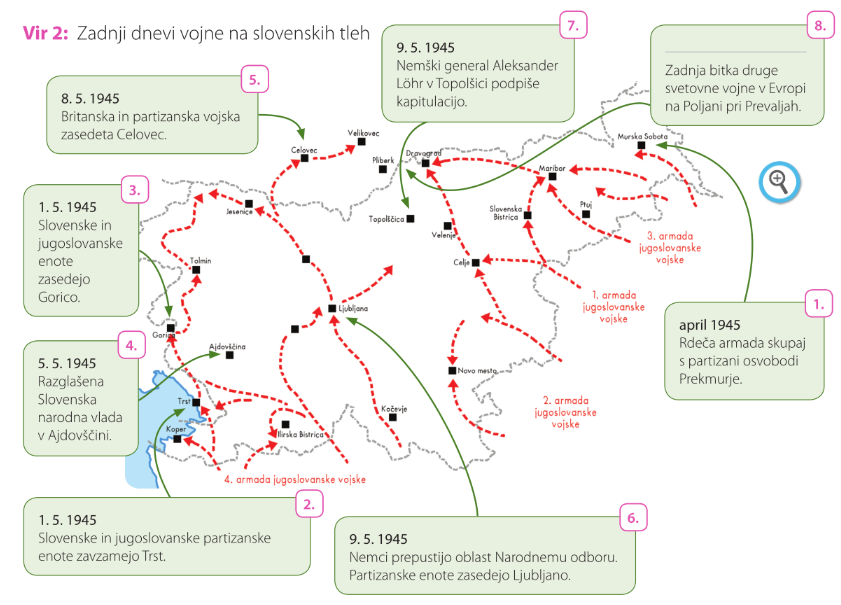 Vir 2: Zadnji dnevi vojne na slovenskih tleh
7.
9. 5. 1945
Nemški general Aleksander
Löhr v Topolšici podpiše
kapitulacijo.
8.
Zadnja bitka druge
svetovne vojne v Evropi
na Poljani pri Prevaljah.
5.
8. 5. 1945
Britanska in partizanska vojska
zasedeta Celovec.
3.
1. 5. 1945
Slovenske in
jugoslovanske
enote
zasedejo
Gorico.
4.
5. 5. 1945
Razglašena
Slovenska
narodna vlada
v Ajdovščini.
2.
1. 5. 1945
Slovenske in jugoslovanske partizanske
enote zavzamejo Trst.
6.
9. 5. 1945
Nemci prepustijo oblast Narodnemu odboru.
Partizanske enote zasedejo Ljubljano.
1.
april 1945
Rdeča armada skupaj
s partizani osvobodi
Prekmurje.
Celovec
Velikovec
Pliberk
Dravograd
Murska Sobota
Maribor
Jesenice
Topolščica
Slovenska
Bistrica
Ptuj
Velenje
Tolmin
Celje
3. armada
jugoslovanske
vojske
1. armada
jugoslovanske
vojske
Ljubljana
Gorica
Ajdovščina
Novo mesto
2. armada
jugoslovanske
vojske
Trst
Koper
Ilirska Bistrica
Kočevje
4. armada jugoslovanske vojske